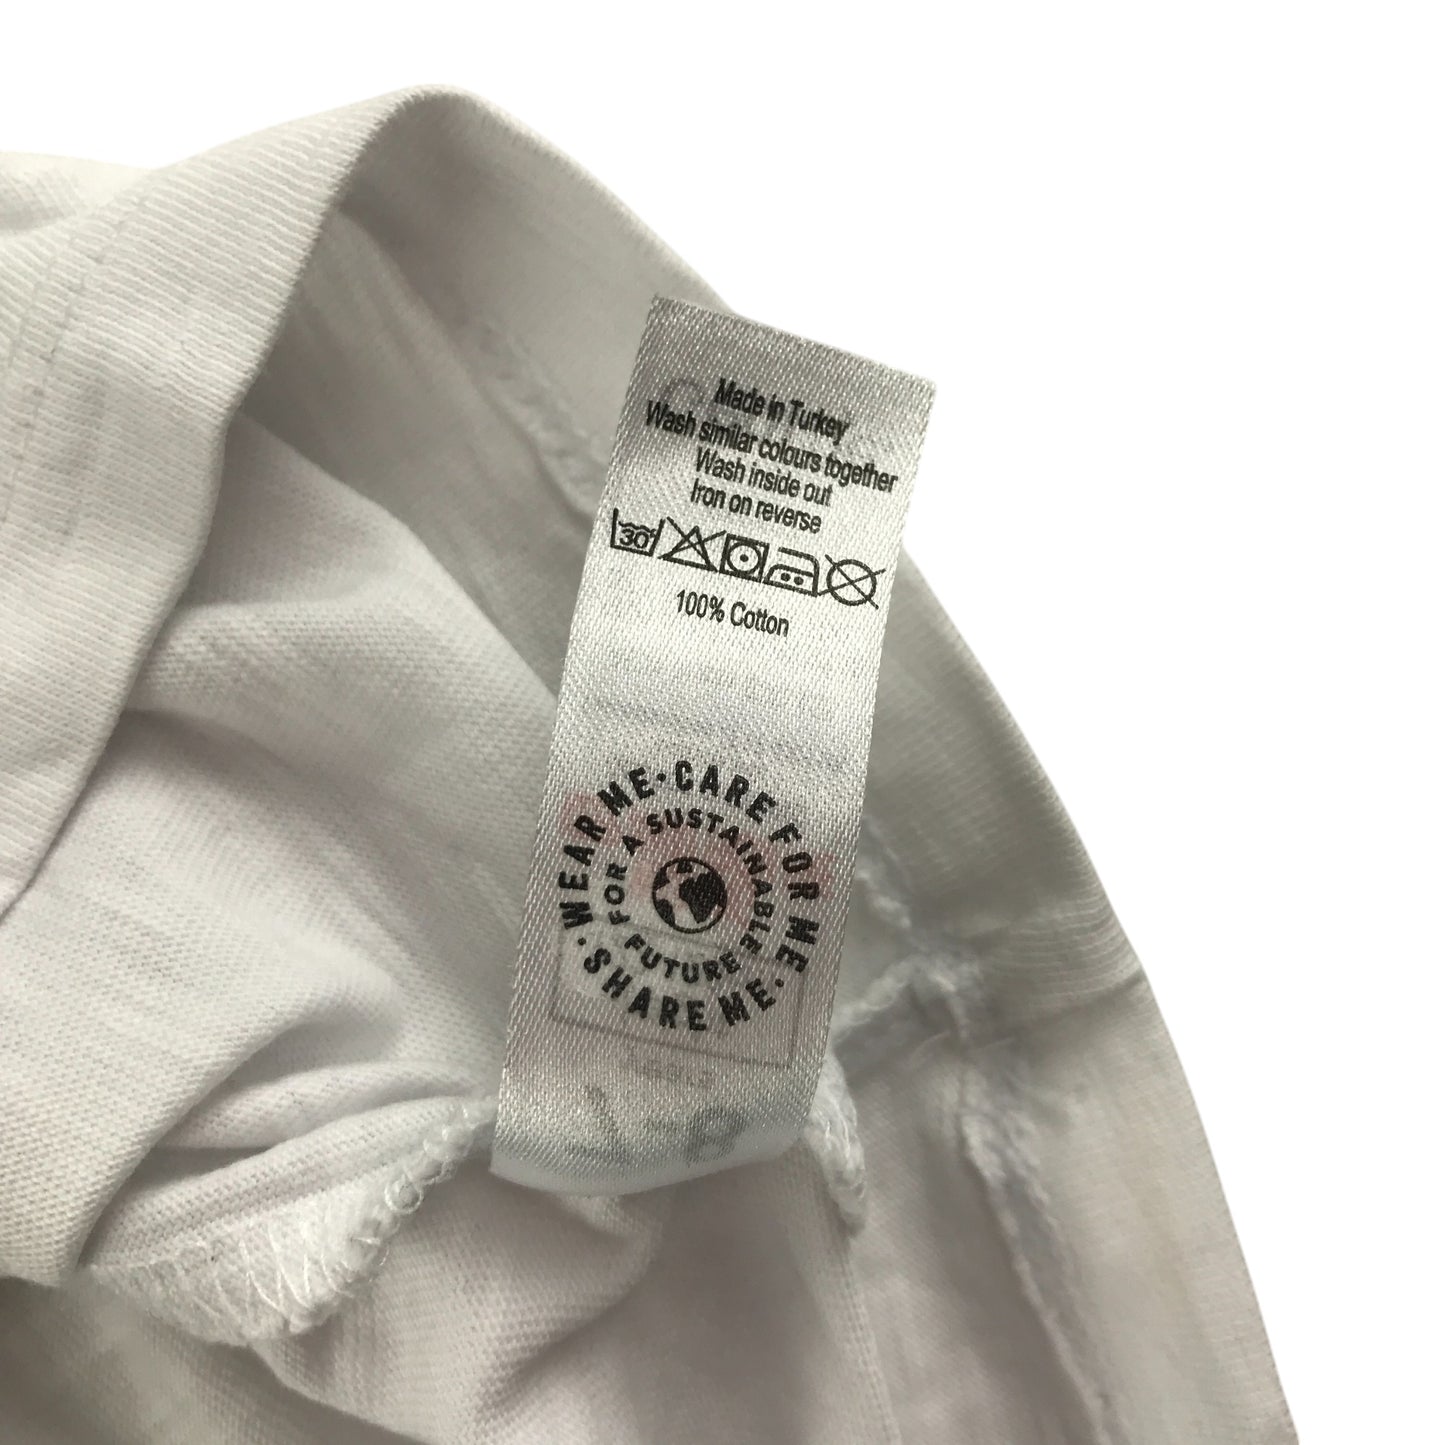 Made in Turkey
Wash similar colours together
Wash inside out
Iron on reverse
30
100% Cotton
WEAR ME · CARE FOR ME · SHARE ME ·
FOR A SUSTAINABLE FUTURE